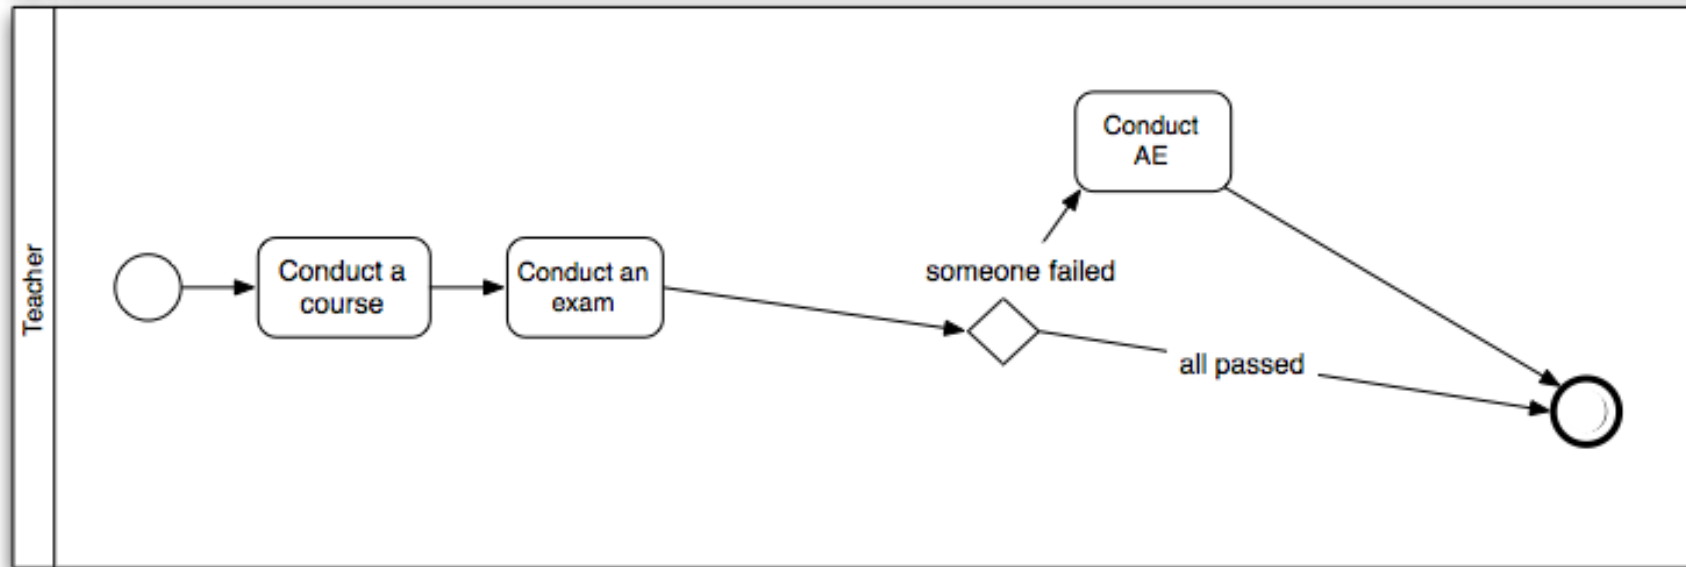 Teacher
Conduct a
course
Conduct an
exam
someone failed
Conduct
AE
all passed